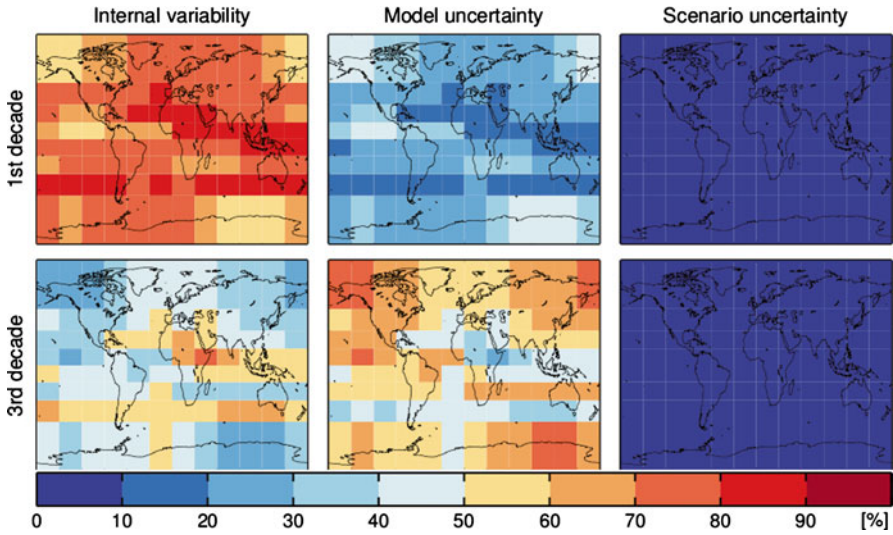 Internal variability Model uncertainty Scenario uncertainty
1st decade
3rd decade
0 10 20 30 40 50 60 70 80 90 [%]